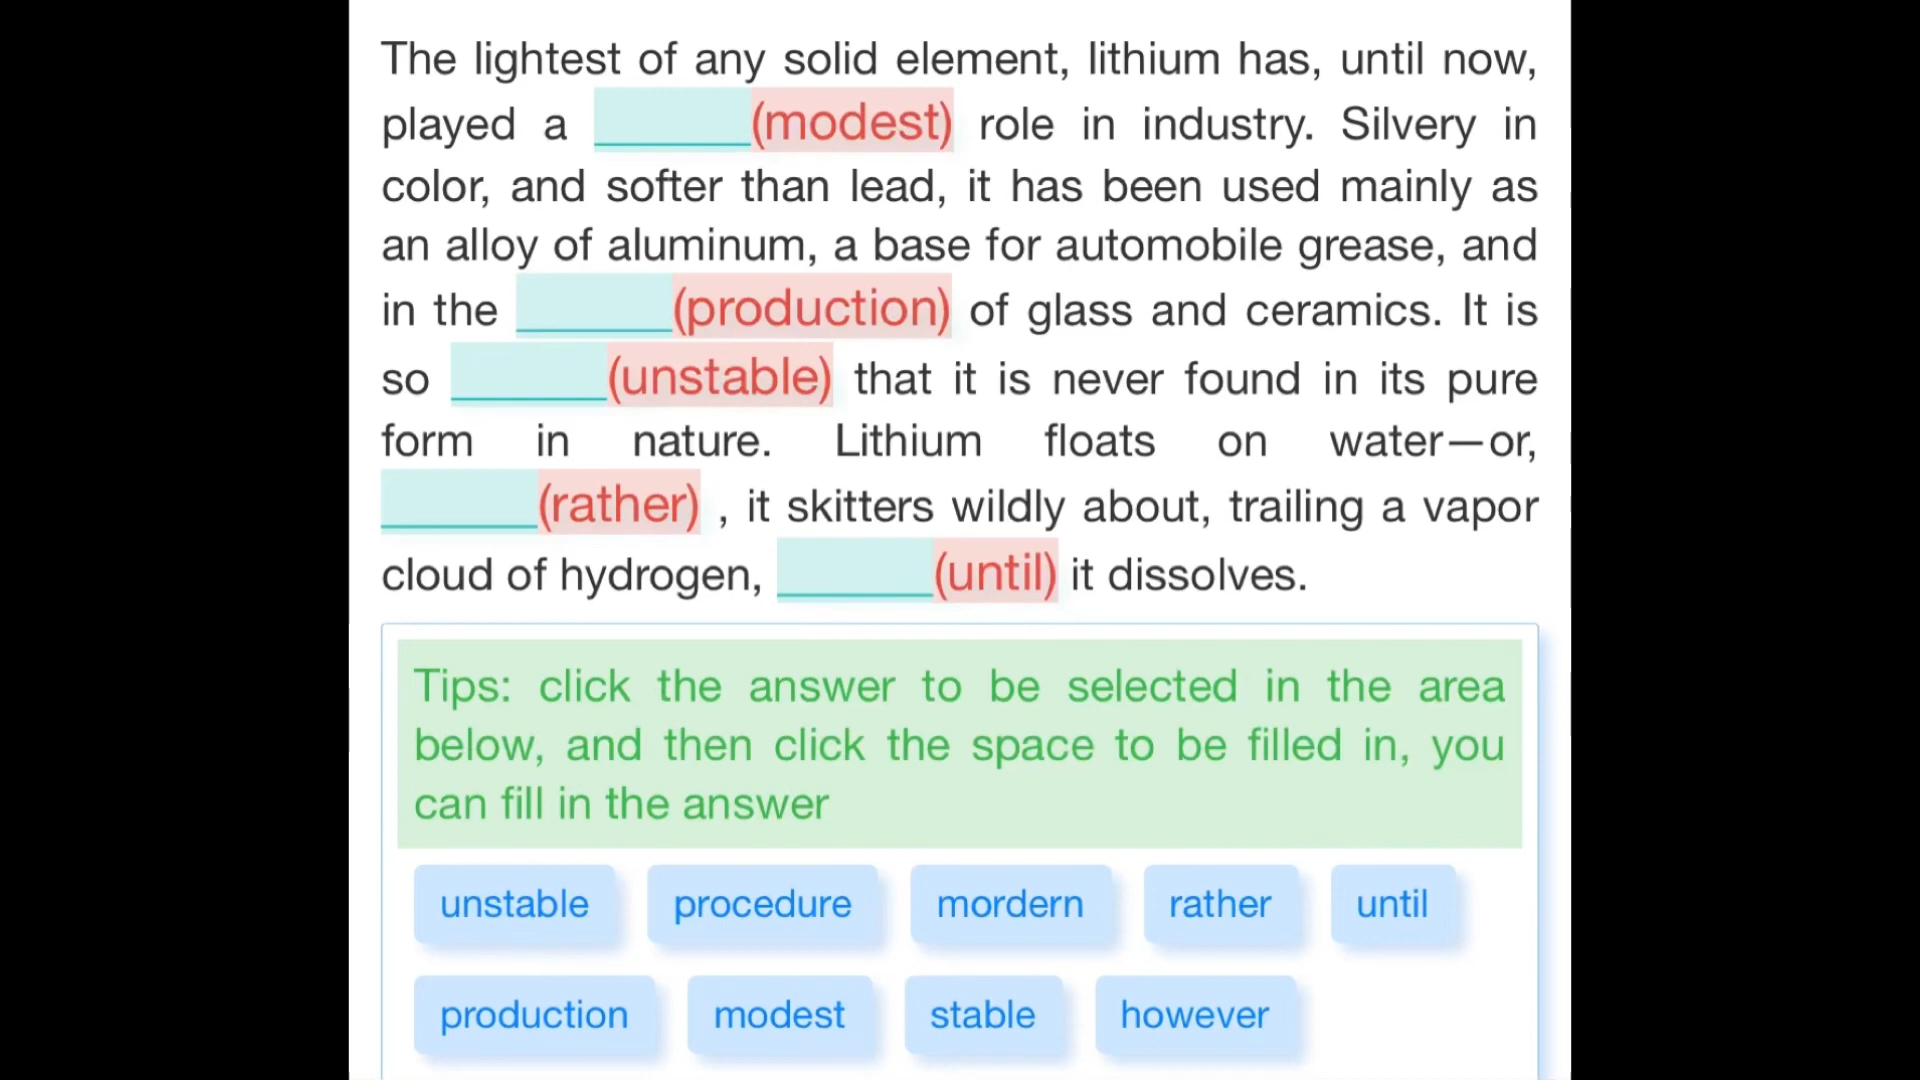 The lightest of any solid element, lithium has, until now,
played a ______(modest) role in industry. Silvery in
color, and softer than lead, it has been used mainly as
an alloy of aluminum, a base for automobile grease, and
in the ______(production) of glass and ceramics. It is
so ______(unstable) that it is never found in its pure
form in nature. Lithium floats on water—or,
______(rather) , it skitters wildly about, trailing a vapor
cloud of hydrogen, ______(until) it dissolves.
Tips: click the answer to be selected in the area
below, and then click the space to be filled in, you
can fill in the answer
unstable procedure mordern rather until
production modest stable however